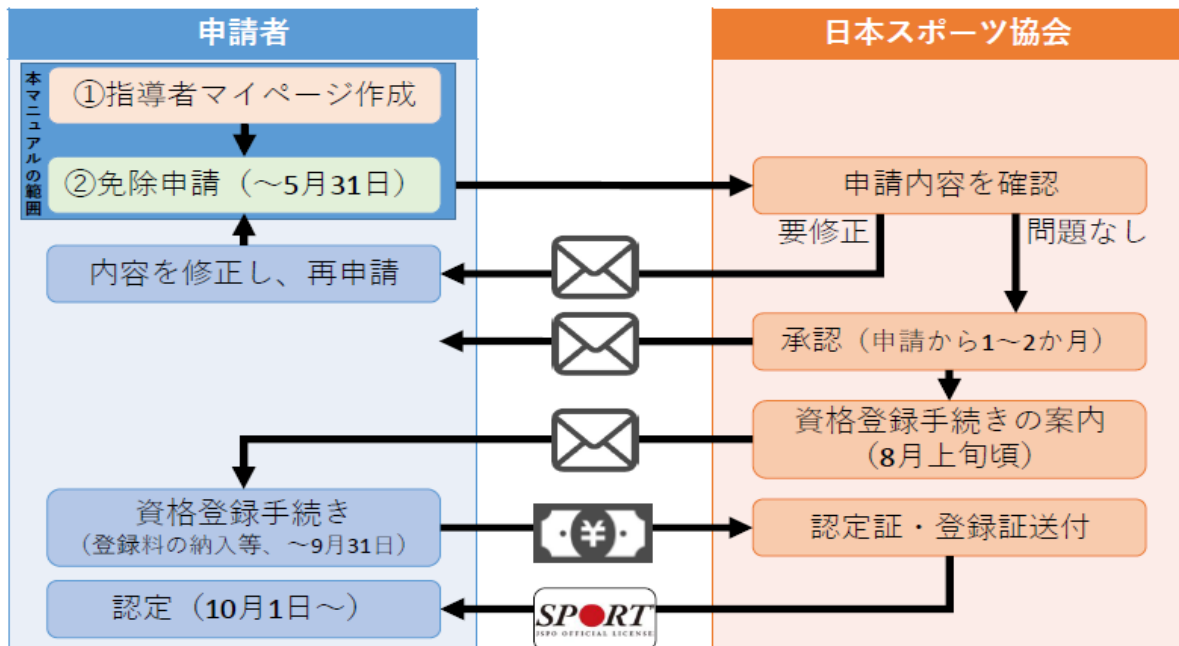 申請者
日本スポーツ協会
本マニュアルの範囲
①指導者マイページ作成
②免除申請（～5月31日）
申請内容を確認
要修正
問題なし
内容を修正し、再申請
承認（申請から1～2か月）
資格登録手続きの案内
（8月上旬頃）
資格登録手続き
（登録料の納入等、～9月31日）
¥
認定証・登録証送付
認定（10月1日～）
SPORT
JSPO OFFICIAL LICENSE